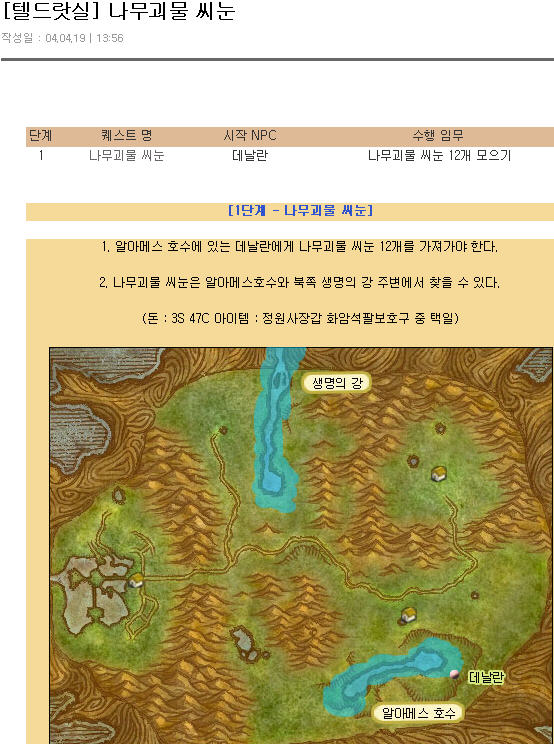 [텔드랏실] 나무괴물 씨눈
작성일 : 04.04.19 | 13:56
단계 퀘스트 명 시작 NPC 수행 임무
1 나무괴물 씨눈 데날란 나무괴물 씨눈 12개 모으기
[1단계 - 나무괴물 씨눈]
1. 알아메스 호수에 있는 데날란에게 나무괴물 씨눈 12개를 가져가야 한다.
2. 나무괴물 씨눈은 알아메스호수와 북쪽 생명의 강 주변에서 찾을 수 있다.
(돈 : 3S 47C 아이템 : 정원사장갑 화암석팔보호구 중 택일)
생명의 강
데날란
알아메스 호수